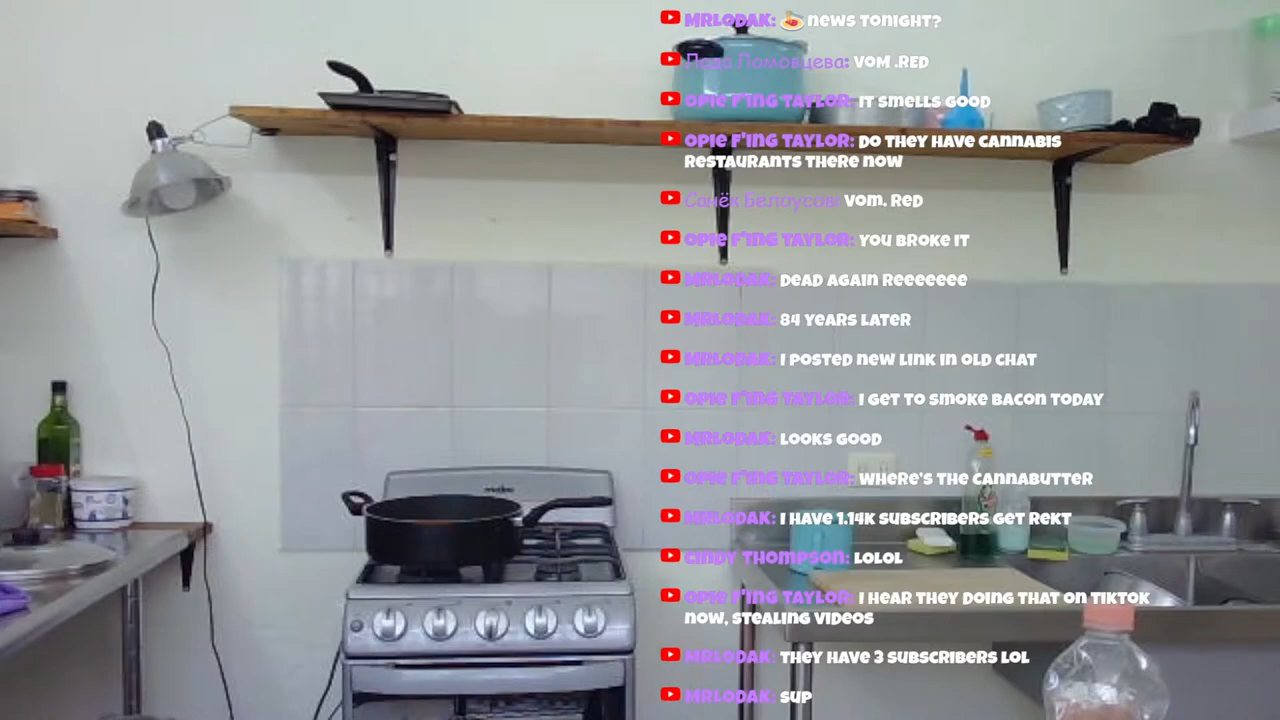 MRLODAK: 🍝 news tonight?
Лада Ломовцева: vom .red
Opie F'ing Taylor: it smells good
Opie F'ing Taylor: do they have cannabis
restaurants there now
Санёк Белоусов: vom. red
Opie F'ing Taylor: you broke it
MRLODAK: dead again Reeeeeee
MRLODAK: 84 years later
MRLODAK: i posted new link in old chat
Opie F'ing Taylor: I get to smoke bacon today
MRLODAK: looks good
Opie F'ing Taylor: where's the cannabutter
MRLODAK: i have 1.14k subscribers get rekt
Cindy Thompson: lolol
Opie F'ing Taylor: I hear they doing that on TikTok
now, stealing videos
MRLODAK: they have 3 subscribers lol
MRLODAK: sup